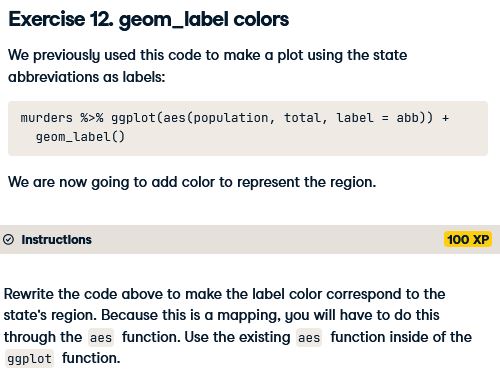 Exercise 12. geom_label colors
We previously used this code to make a plot using the state
abbreviations as labels:
murders %>% ggplot(aes(population, total, label = abb)) +
  geom_label()
We are now going to add color to represent the region.
Instructions
100 XP
Rewrite the code above to make the label color correspond to the
state's region. Because this is a mapping, you will have to do this
through the aes function. Use the existing aes function inside of the
ggplot function.